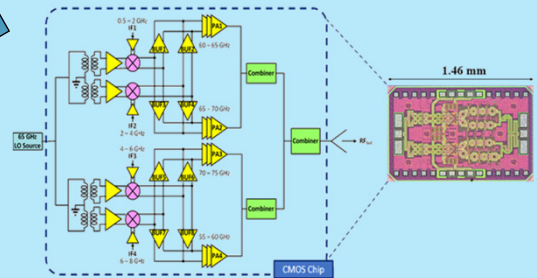 0.5 ~ 2 GHz
IF1
PA1
BUF1
BUF2
60 ~ 65 GHz
Combiner
1.46 mm
65 - 70 GHz
BUF3
BUF4
PA2
IF2
2 ~ 4 GHz
65 GHz
LO Source
Combiner
RFout
4 ~ 6 GHz
IF3
PA3
BUF5
BUF6
70 ~ 75 GHz
Combiner
55 ~ 60 GHz
BUF7
BUF8
PA4
IF4
6 ~ 8 GHz
CMOS Chip